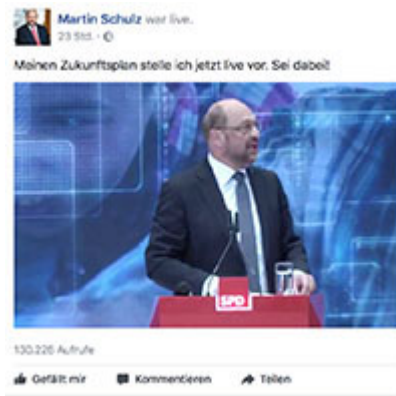 Martin Schulz war live.
23 Std. ·
Meinen Zukunftsplan stelle ich jetzt live vor. Sei dabei!
SPD
130.226 Aufrufe
Gefällt mir Kommentieren Teilen